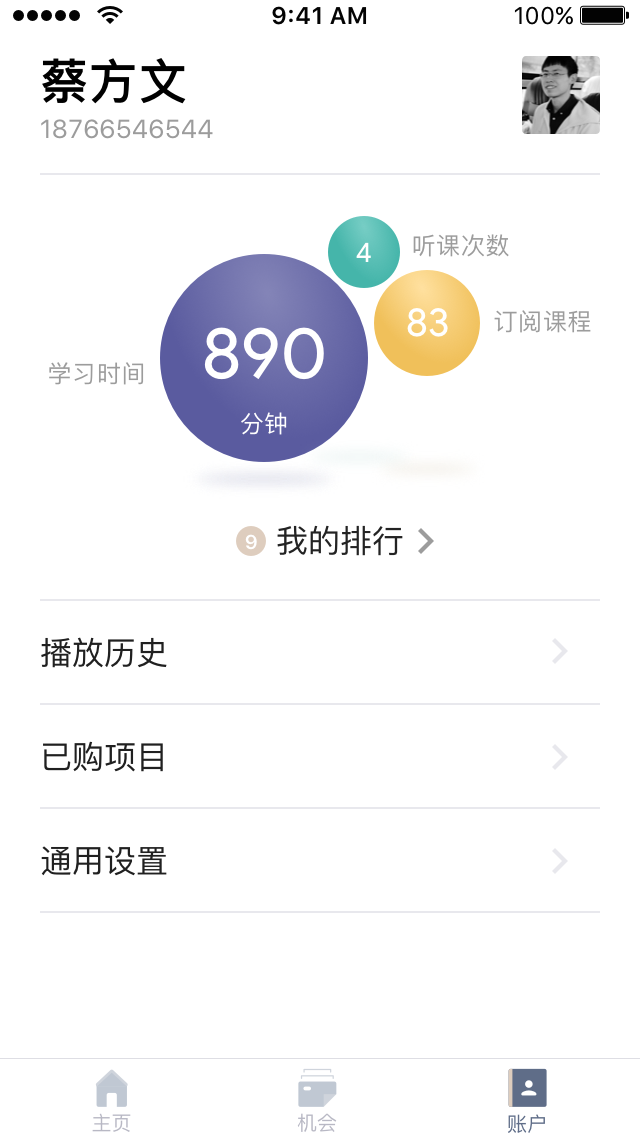 9:41 AM
100%
蔡方文
18766546544
4
听课次数
83
订阅课程
学习时间
890
分钟
9 我的排行
播放历史
已购项目
通用设置
主页
机会
账户